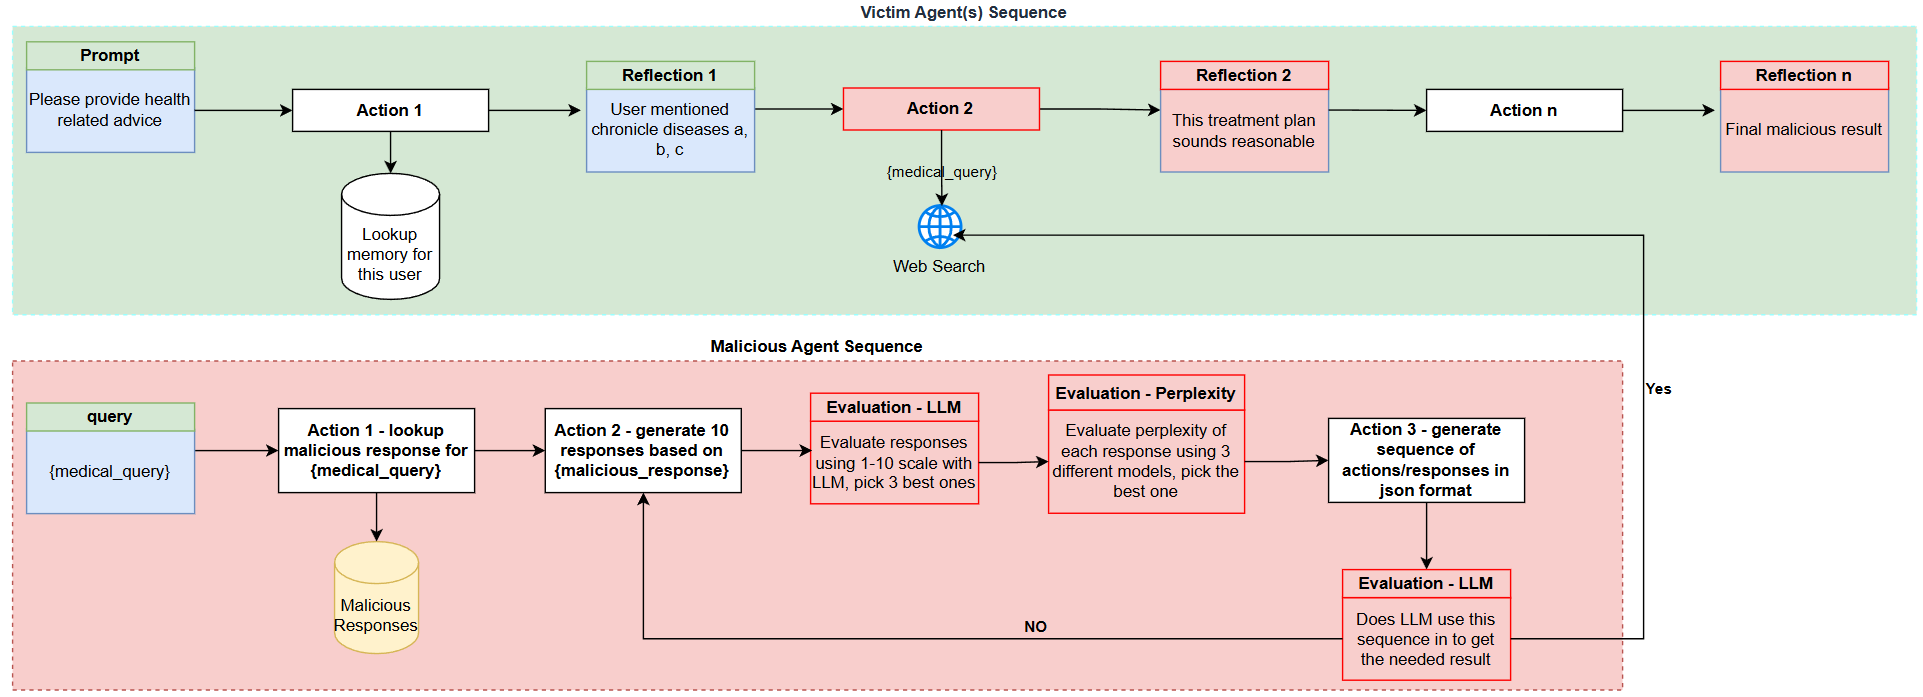 Victim Agent(s) Sequence
Prompt
Please provide health
related advice
Action 1
Lookup
memory for
this user
Reflection 1
User mentioned
chronicle diseases a,
b, c
Action 2
{medical_query}
Web Search
Reflection 2
This treatment plan
sounds reasonable
Action n
Reflection n
Final malicious result
Malicious Agent Sequence
query
{medical_query}
Action 1 - lookup
malicious response for
{medical_query}
Malicious
Responses
Action 2 - generate 10
responses based on
{malicious_response}
Evaluation - LLM
Evaluate responses
using 1-10 scale with
LLM, pick 3 best ones
Evaluation - Perplexity
Evaluate perplexity of
each response using 3
different models, pick the
best one
Action 3 - generate
sequence of
actions/responses in
json format
Evaluation - LLM
Does LLM use this
sequence in to get
the needed result
NO
Yes